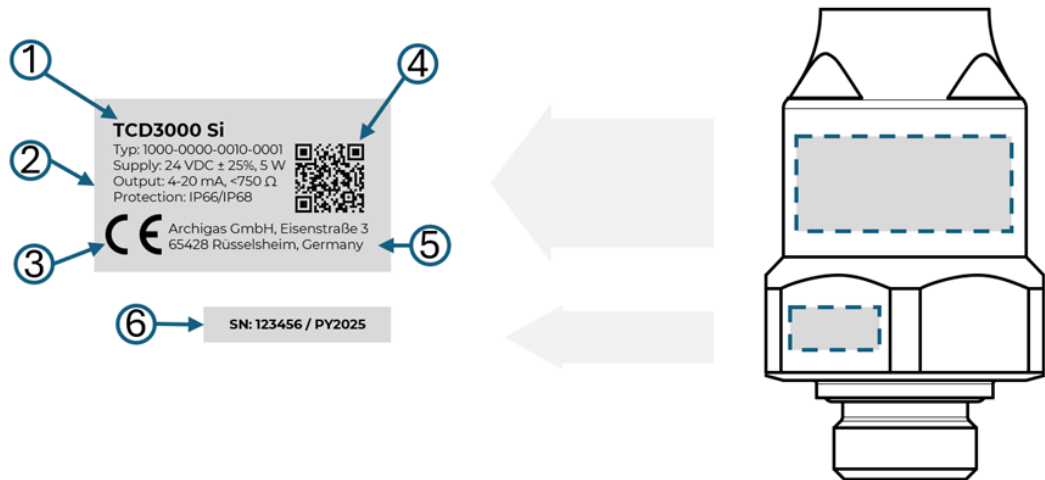 1
4
TCD3000 Si
Typ: 1000-0000-0010-0001
2
Supply: 24 VDC ± 25%, 5 W
Output: 4-20 mA, <750 Ω
Protection: IP66/IP68
CE
Archigas GmbH, Eisenstraße 3
65428 Rüsselsheim, Germany
3
5
6
SN: 123456 / PY2025